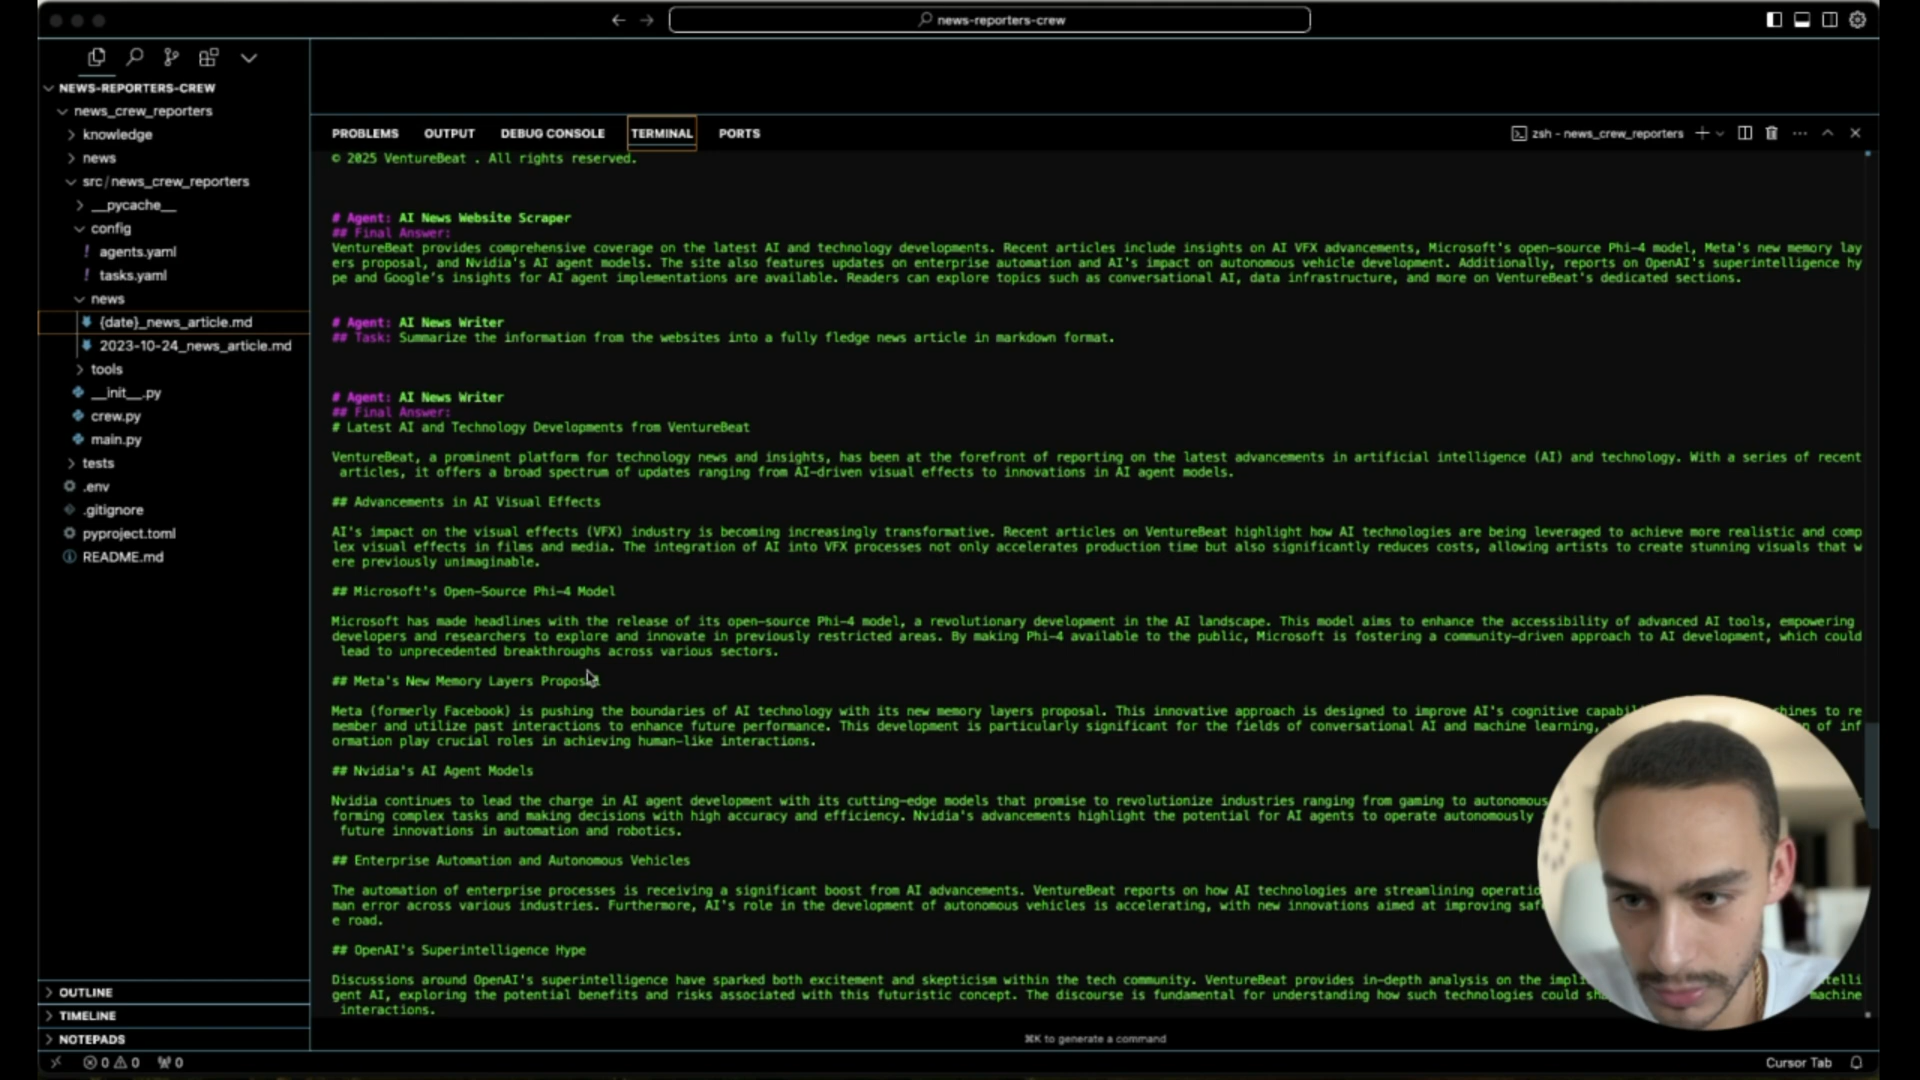 news-reporters-crew
NEWS-REPORTERS-CREW
news_crew_reporters
knowledge
news
src/news_crew_reporters
__pycache__
config
! agents.yaml
! tasks.yaml
news
{date}_news_article.md
2023-10-24_news_article.md
tools
__init__.py
crew.py
main.py
tests
.env
.gitignore
pyproject.toml
README.md
OUTLINE
TIMELINE
NOTEPADS
PROBLEMS OUTPUT DEBUG CONSOLE TERMINAL PORTS
zsh - news_crew_reporters
© 2025 VentureBeat . All rights reserved.
# Agent: AI News Website Scraper
## Final Answer:
VentureBeat provides comprehensive coverage on the latest AI and technology developments. Recent articles include insights on AI VFX advancements, Microsoft's open-source Phi-4 model, Meta's new memory lay
ers proposal, and Nvidia's AI agent models. The site also features updates on enterprise automation and AI's impact on autonomous vehicle development. Additionally, reports on OpenAI's superintelligence hy
pe and Google's insights for AI agent implementations are available. Readers can explore topics such as conversational AI, data infrastructure, and more on VentureBeat's dedicated sections.
# Agent: AI News Writer
## Task: Summarize the information from the websites into a fully fledge news article in markdown format.
# Agent: AI News Writer
## Final Answer:
# Latest AI and Technology Developments from VentureBeat
VentureBeat, a prominent platform for technology news and insights, has been at the forefront of reporting on the latest advancements in artificial intelligence (AI) and technology. With a series of recent
articles, it offers a broad spectrum of updates ranging from AI-driven visual effects to innovations in AI agent models.
## Advancements in AI Visual Effects
AI's impact on the visual effects (VFX) industry is becoming increasingly transformative. Recent articles on VentureBeat highlight how AI technologies are being leveraged to achieve more realistic and comp
lex visual effects in films and media. The integration of AI into VFX processes not only accelerates production time but also significantly reduces costs, allowing artists to create stunning visuals that w
ere previously unimaginable.
## Microsoft's Open-Source Phi-4 Model
Microsoft has made headlines with the release of its open-source Phi-4 model, a revolutionary development in the AI landscape. This model aims to enhance the accessibility of advanced AI tools, empowering
developers and researchers to explore and innovate in previously restricted areas. By making Phi-4 available to the public, Microsoft is fostering a community-driven approach to AI development, which could
lead to unprecedented breakthroughs across various sectors.
## Meta's New Memory Layers Proposal
Meta (formerly Facebook) is pushing the boundaries of AI technology with its new memory layers proposal. This innovative approach is designed to improve AI's cognitive capabil hines to re
member and utilize past interactions to enhance future performance. This development is particularly significant for the fields of conversational AI and machine learning, of inf
ormation play crucial roles in achieving human-like interactions.
## Nvidia's AI Agent Models
Nvidia continues to lead the charge in AI agent development with its cutting-edge models that promise to revolutionize industries ranging from gaming to autonomous
forming complex tasks and making decisions with high accuracy and efficiency. Nvidia's advancements highlight the potential for AI agents to operate autonomously
future innovations in automation and robotics.
## Enterprise Automation and Autonomous Vehicles
The automation of enterprise processes is receiving a significant boost from AI advancements. VentureBeat reports on how AI technologies are streamlining operatio
man error across various industries. Furthermore, AI's role in the development of autonomous vehicles is accelerating, with new innovations aimed at improving saf
e road.
## OpenAI's Superintelligence Hype
Discussions around OpenAI's superintelligence have sparked both excitement and skepticism within the tech community. VentureBeat provides in-depth analysis on the impli telli
gent AI, exploring the potential benefits and risks associated with this futuristic concept. The discourse is fundamental for understanding how such technologies could sh machine
interactions.
⌘K to generate a command
0 0 0
Cursor Tab